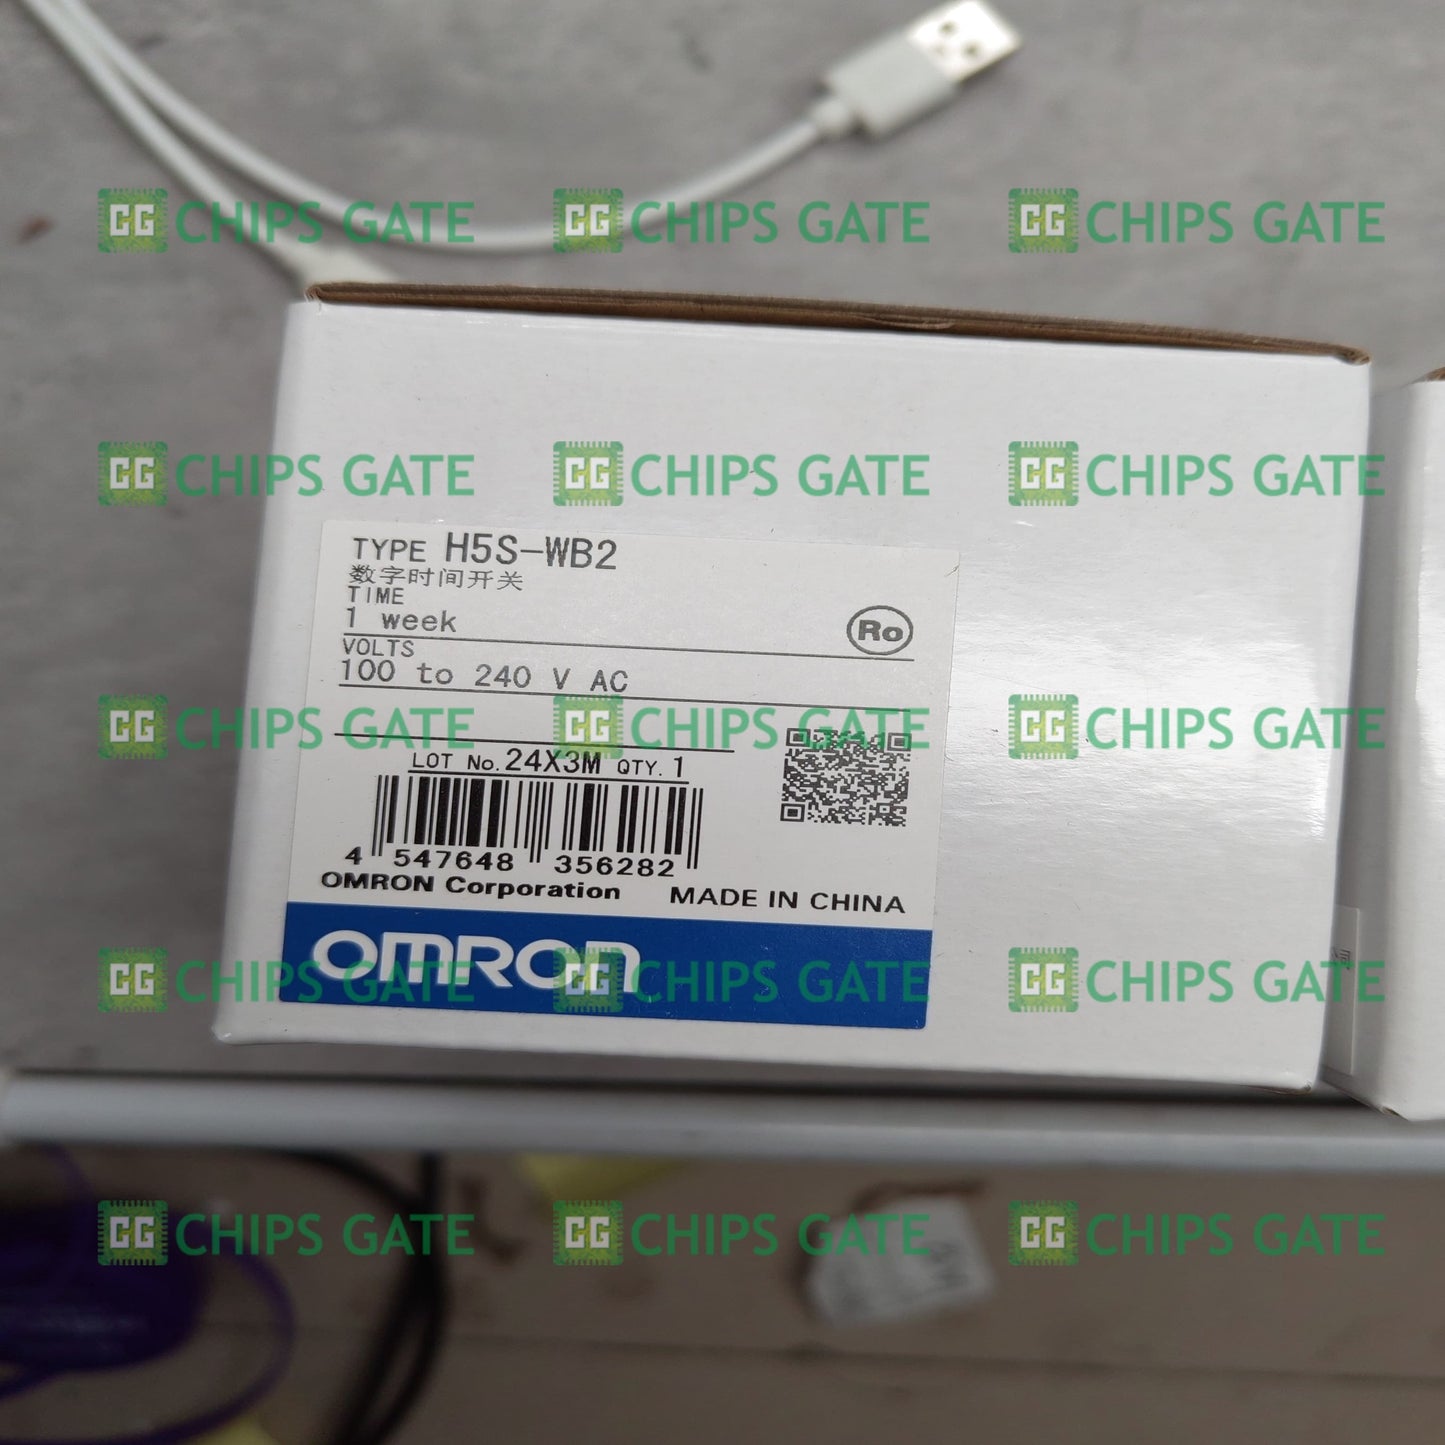 CG CHIPS GATE CG CHIPS GATE CG CHIPS GATE
CG CHIPS GATE CG CHIPS GATE CG CHIPS GATE
TYPE H5S-WB2
数字时间开关
TIME
1 week
Ro
VOLTS
100 to 240 V AC
CG CHIPS GATE CG CHIPS GATE CG CHIPS GATE
LOT No. 24X3M QTY. 1
4 547648 356282
OMRON Corporation MADE IN CHINA
OMRON
CG CHIPS GATE CG CHIPS GATE CG CHIPS GATE
CG CHIPS GATE CG CHIPS GATE CG CHIPS GATE